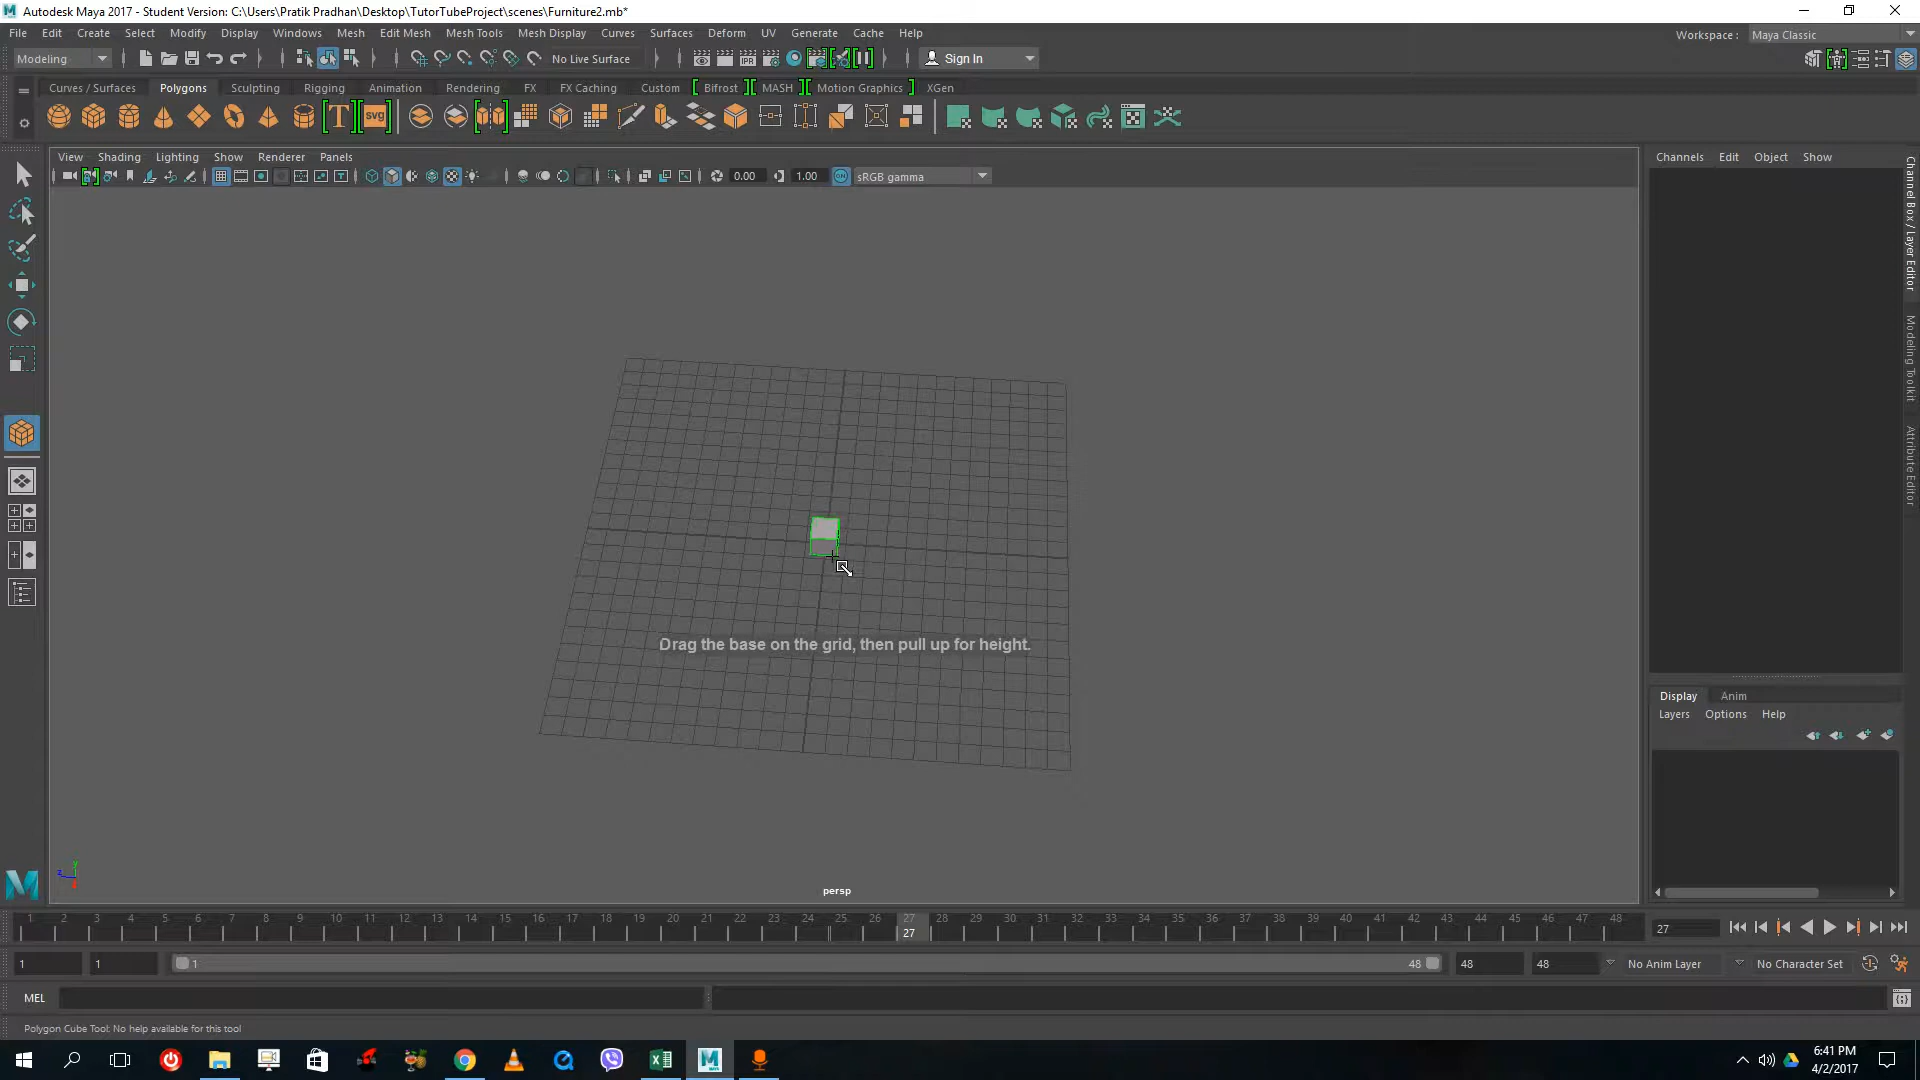 Autodesk Maya 2017 - Student Version: C:\Users\Pratik Pradhan\Desktop\TutorTubeProject\scenes\Furniture2.mb*
File Edit Create Select Modify Display Windows Mesh Edit Mesh Mesh Tools Mesh Display Curves Surfaces Deform UV Generate Cache Help
Workspace : Maya Classic
Modeling No Live Surface Sign In
Curves / Surfaces Polygons Sculpting Rigging Animation Rendering FX FX Caching Custom Bifrost MASH Motion Graphics XGen
T svg
View Shading Lighting Show Renderer Panels
Channels Edit Object Show
0.00 1.00 sRGB gamma
Channel Box / Layer Editor
Modeling Toolkit
Attribute Editor
Drag the base on the grid, then pull up for height.
Display Anim
Layers Options Help
persp
1 2 3 4 5 6 7 8 9 10 11 12 13 14 15 16 17 18 19 20 21 22 23 24 25 26 27 28 29 30 31 32 33 34 35 36 37 38 39 40 41 42 43 44 45 46 47 48
27 27
1 1 1 48 48 48 No Anim Layer No Character Set
MEL
Polygon Cube Tool: No help available for this tool
6:41 PM
4/2/2017